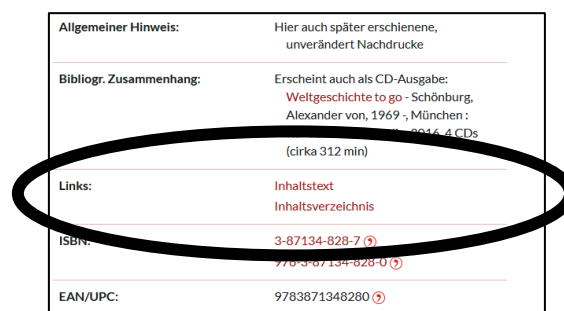 Allgemeiner Hinweis: Hier auch später erschienene,
unverändert Nachdrucke
Bibliogr. Zusammenhang: Erscheint auch als CD-Ausgabe:
Weltgeschichte to go - Schönburg,
Alexander von, 1969 -, München :
2016, 4 CDs
(cirka 312 min)
Links: Inhaltstext
Inhaltsverzeichnis
ISBN: 3-87134-828-7
978-3-87134-828-0
EAN/UPC: 9783871348280